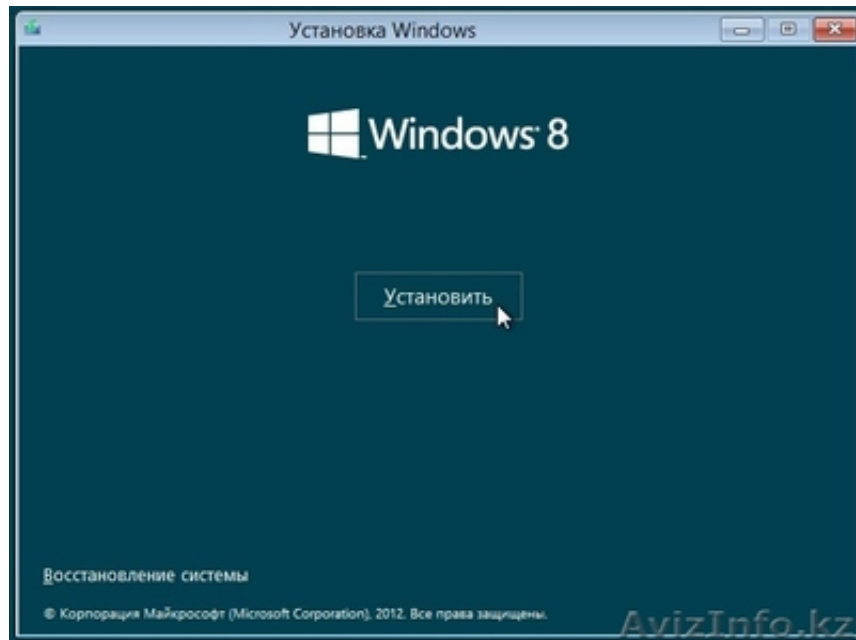 Установка Windows
Windows 8
Установить
Восстановление системы
© Корпорация Майкрософт (Microsoft Corporation), 2012. Все права защищены.
AvizInfo.kz